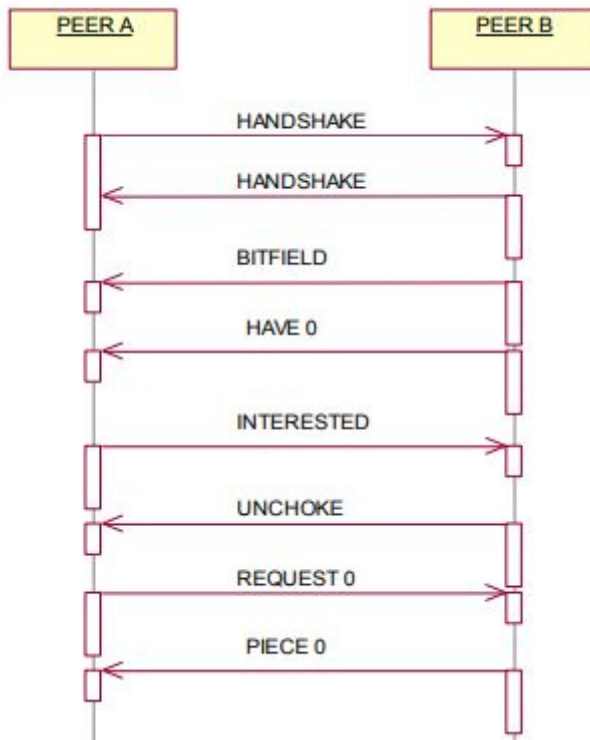 PEER A
PEER B
HANDSHAKE
HANDSHAKE
BITFIELD
HAVE 0
INTERESTED
UNCHOKE
REQUEST 0
PIECE 0